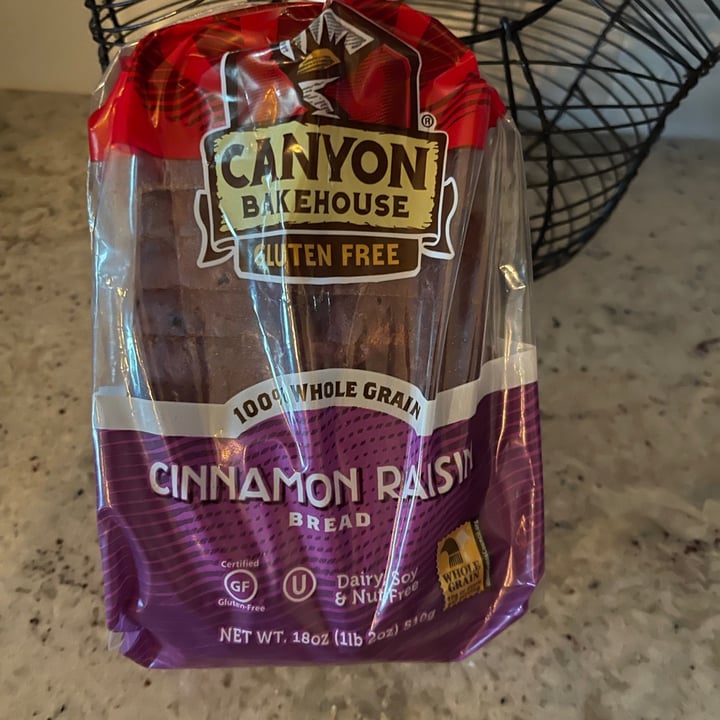 CANYON
®
BAKEHOUSE
GLUTEN FREE
100% WHOLE GRAIN
CINNAMON RAISIN
BREAD
Certified
GF
Gluten-Free
U
Dairy, Soy
& Nut Free
WHOLE
GRAIN
NET WT. 18oz (1lb 2oz) 510g